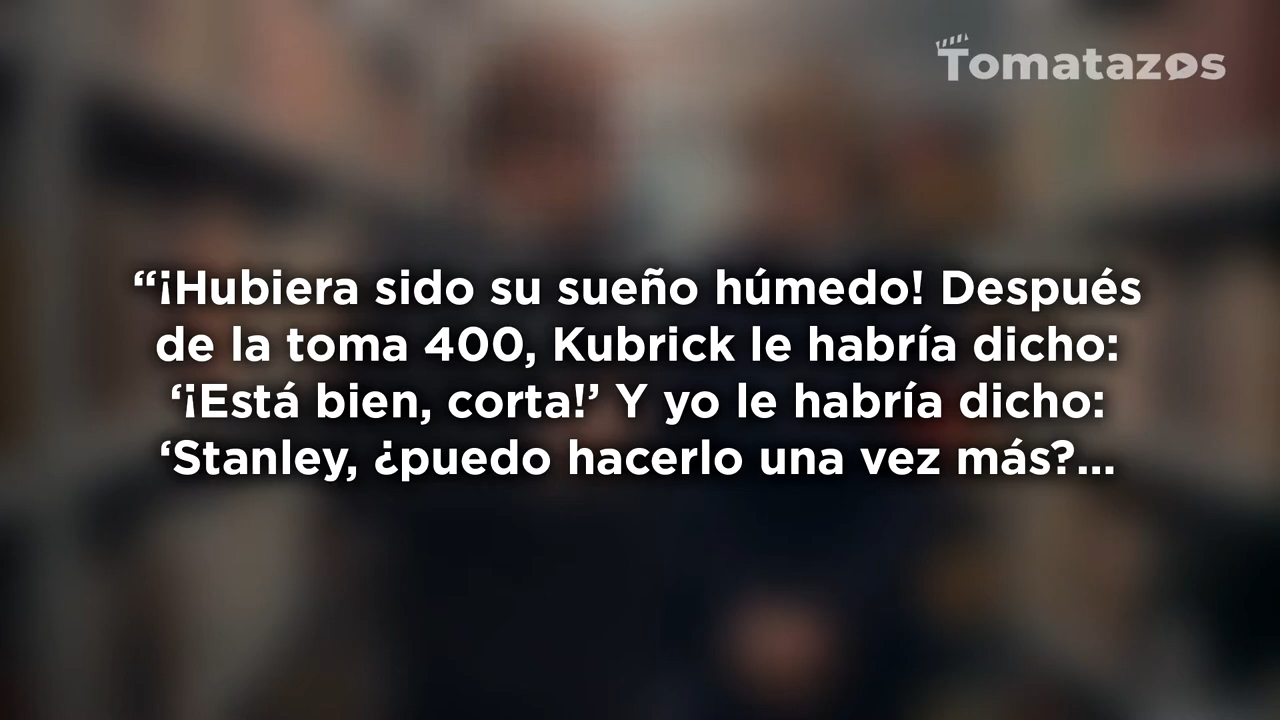 Tomatazos
“¡Hubiera sido su sueño húmedo! Después
de la toma 400, Kubrick le habría dicho:
‘¡Está bien, corta!’ Y yo le habría dicho:
‘Stanley, ¿puedo hacerlo una vez más?...